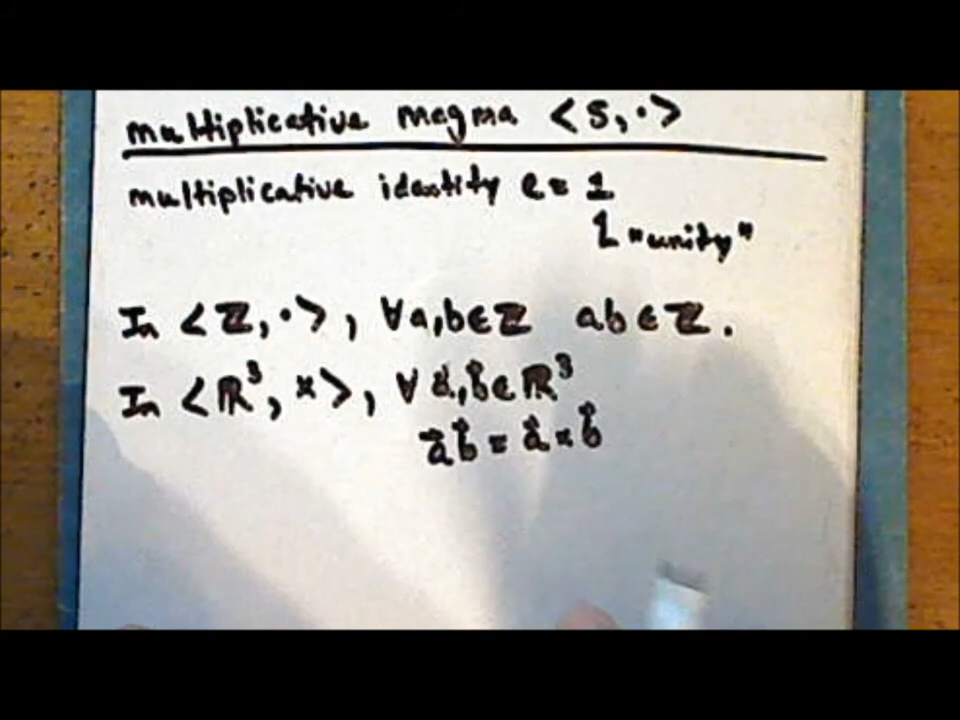 multiplicative magma <S, ·>
multiplicative identity e = 1
1 "unity"
In <ℤ, ·>, ∀a,b∈ℤ ab∈ℤ.
In <ℝ³, ×>, ∀ a⃗,b⃗∈ℝ³
a⃗b⃗ = a⃗ × b⃗